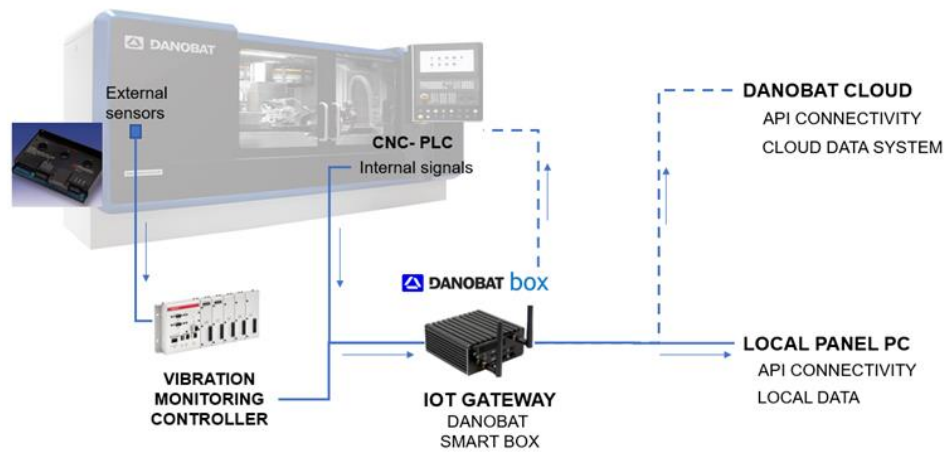 DANOBAT
External
sensors
CNC- PLC
Internal signals
DANOBAT CLOUD
API CONNECTIVITY
CLOUD DATA SYSTEM
DANOBAT box
VIBRATION
MONITORING
CONTROLLER
IOT GATEWAY
DANOBAT
SMART BOX
LOCAL PANEL PC
API CONNECTIVITY
LOCAL DATA